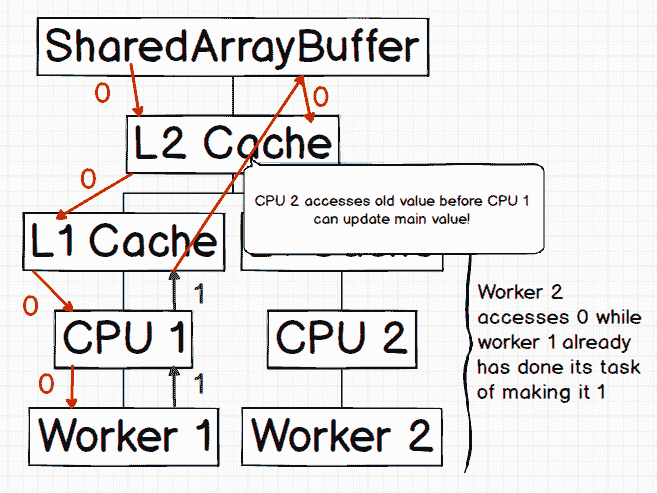 SharedArrayBuffer
0
0
L2 Cache
0
CPU 2 accesses old value before CPU 1
can update main value!
L1 Cache
0
1
Worker 2
accesses 0 while
worker 1 already
has done its task
of making it 1
CPU 1
CPU 2
0
1
Worker 1
Worker 2